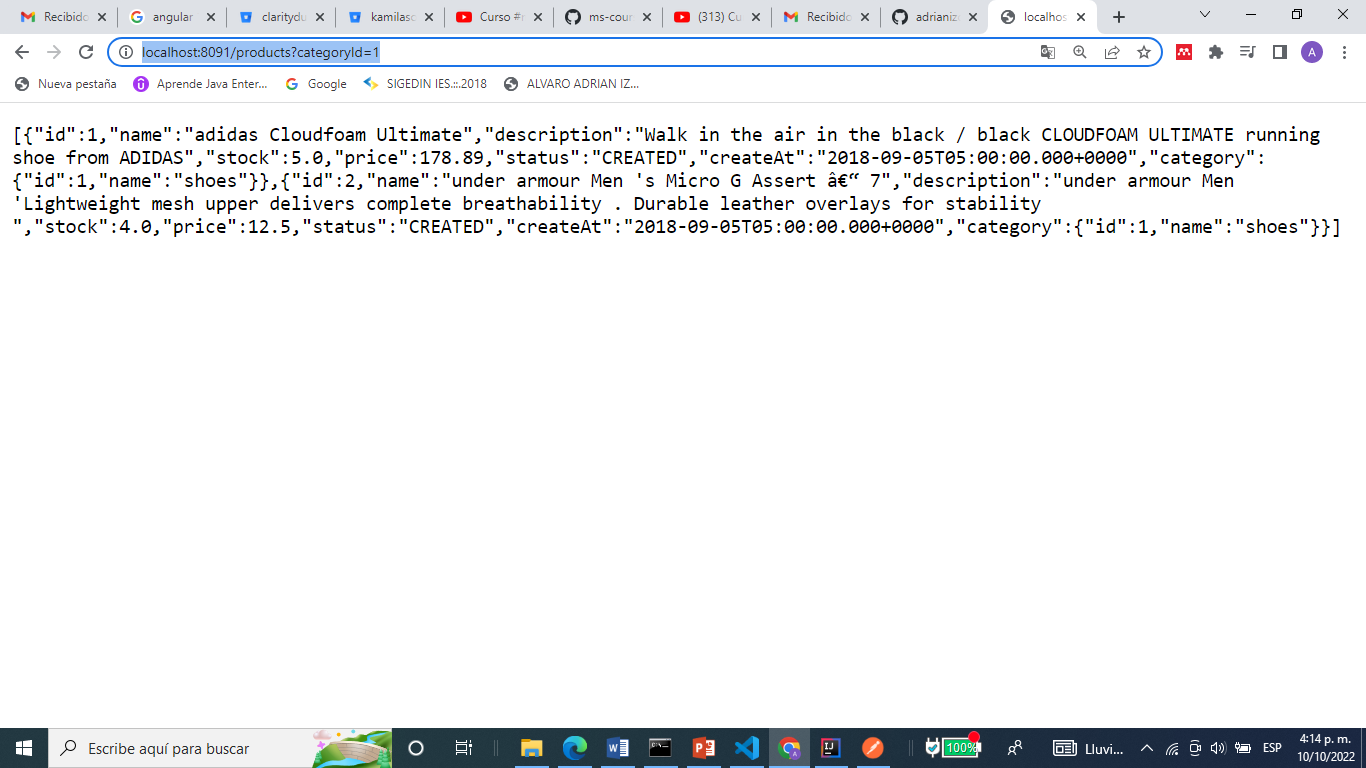 Recibido
angular
claritydu
kamilasc
Curso #r
ms-cour
(313) Cu
Recibido
adrianiz
localhos
localhost:8091/products?categoryId=1
A
Nueva pestaña
Aprende Java Enter...
Google
SIGEDIN IES.::.2018
ALVARO ADRIAN IZ...
[{"id":1,"name":"adidas Cloudfoam Ultimate","description":"Walk in the air in the black / black CLOUDFOAM ULTIMATE running
shoe from ADIDAS","stock":5.0,"price":178.89,"status":"CREATED","createAt":"2018-09-05T05:00:00.000+0000","category":
{"id":1,"name":"shoes"}},{"id":2,"name":"under armour Men 's Micro G Assert â€“ 7","description":"under armour Men
'Lightweight mesh upper delivers complete breathability . Durable leather overlays for stability
","stock":4.0,"price":12.5,"status":"CREATED","createAt":"2018-09-05T05:00:00.000+0000","category":{"id":1,"name":"shoes"}}]
Escribe aquí para buscar
100%
Lluvi...
ESP
4:14 p. m.
10/10/2022